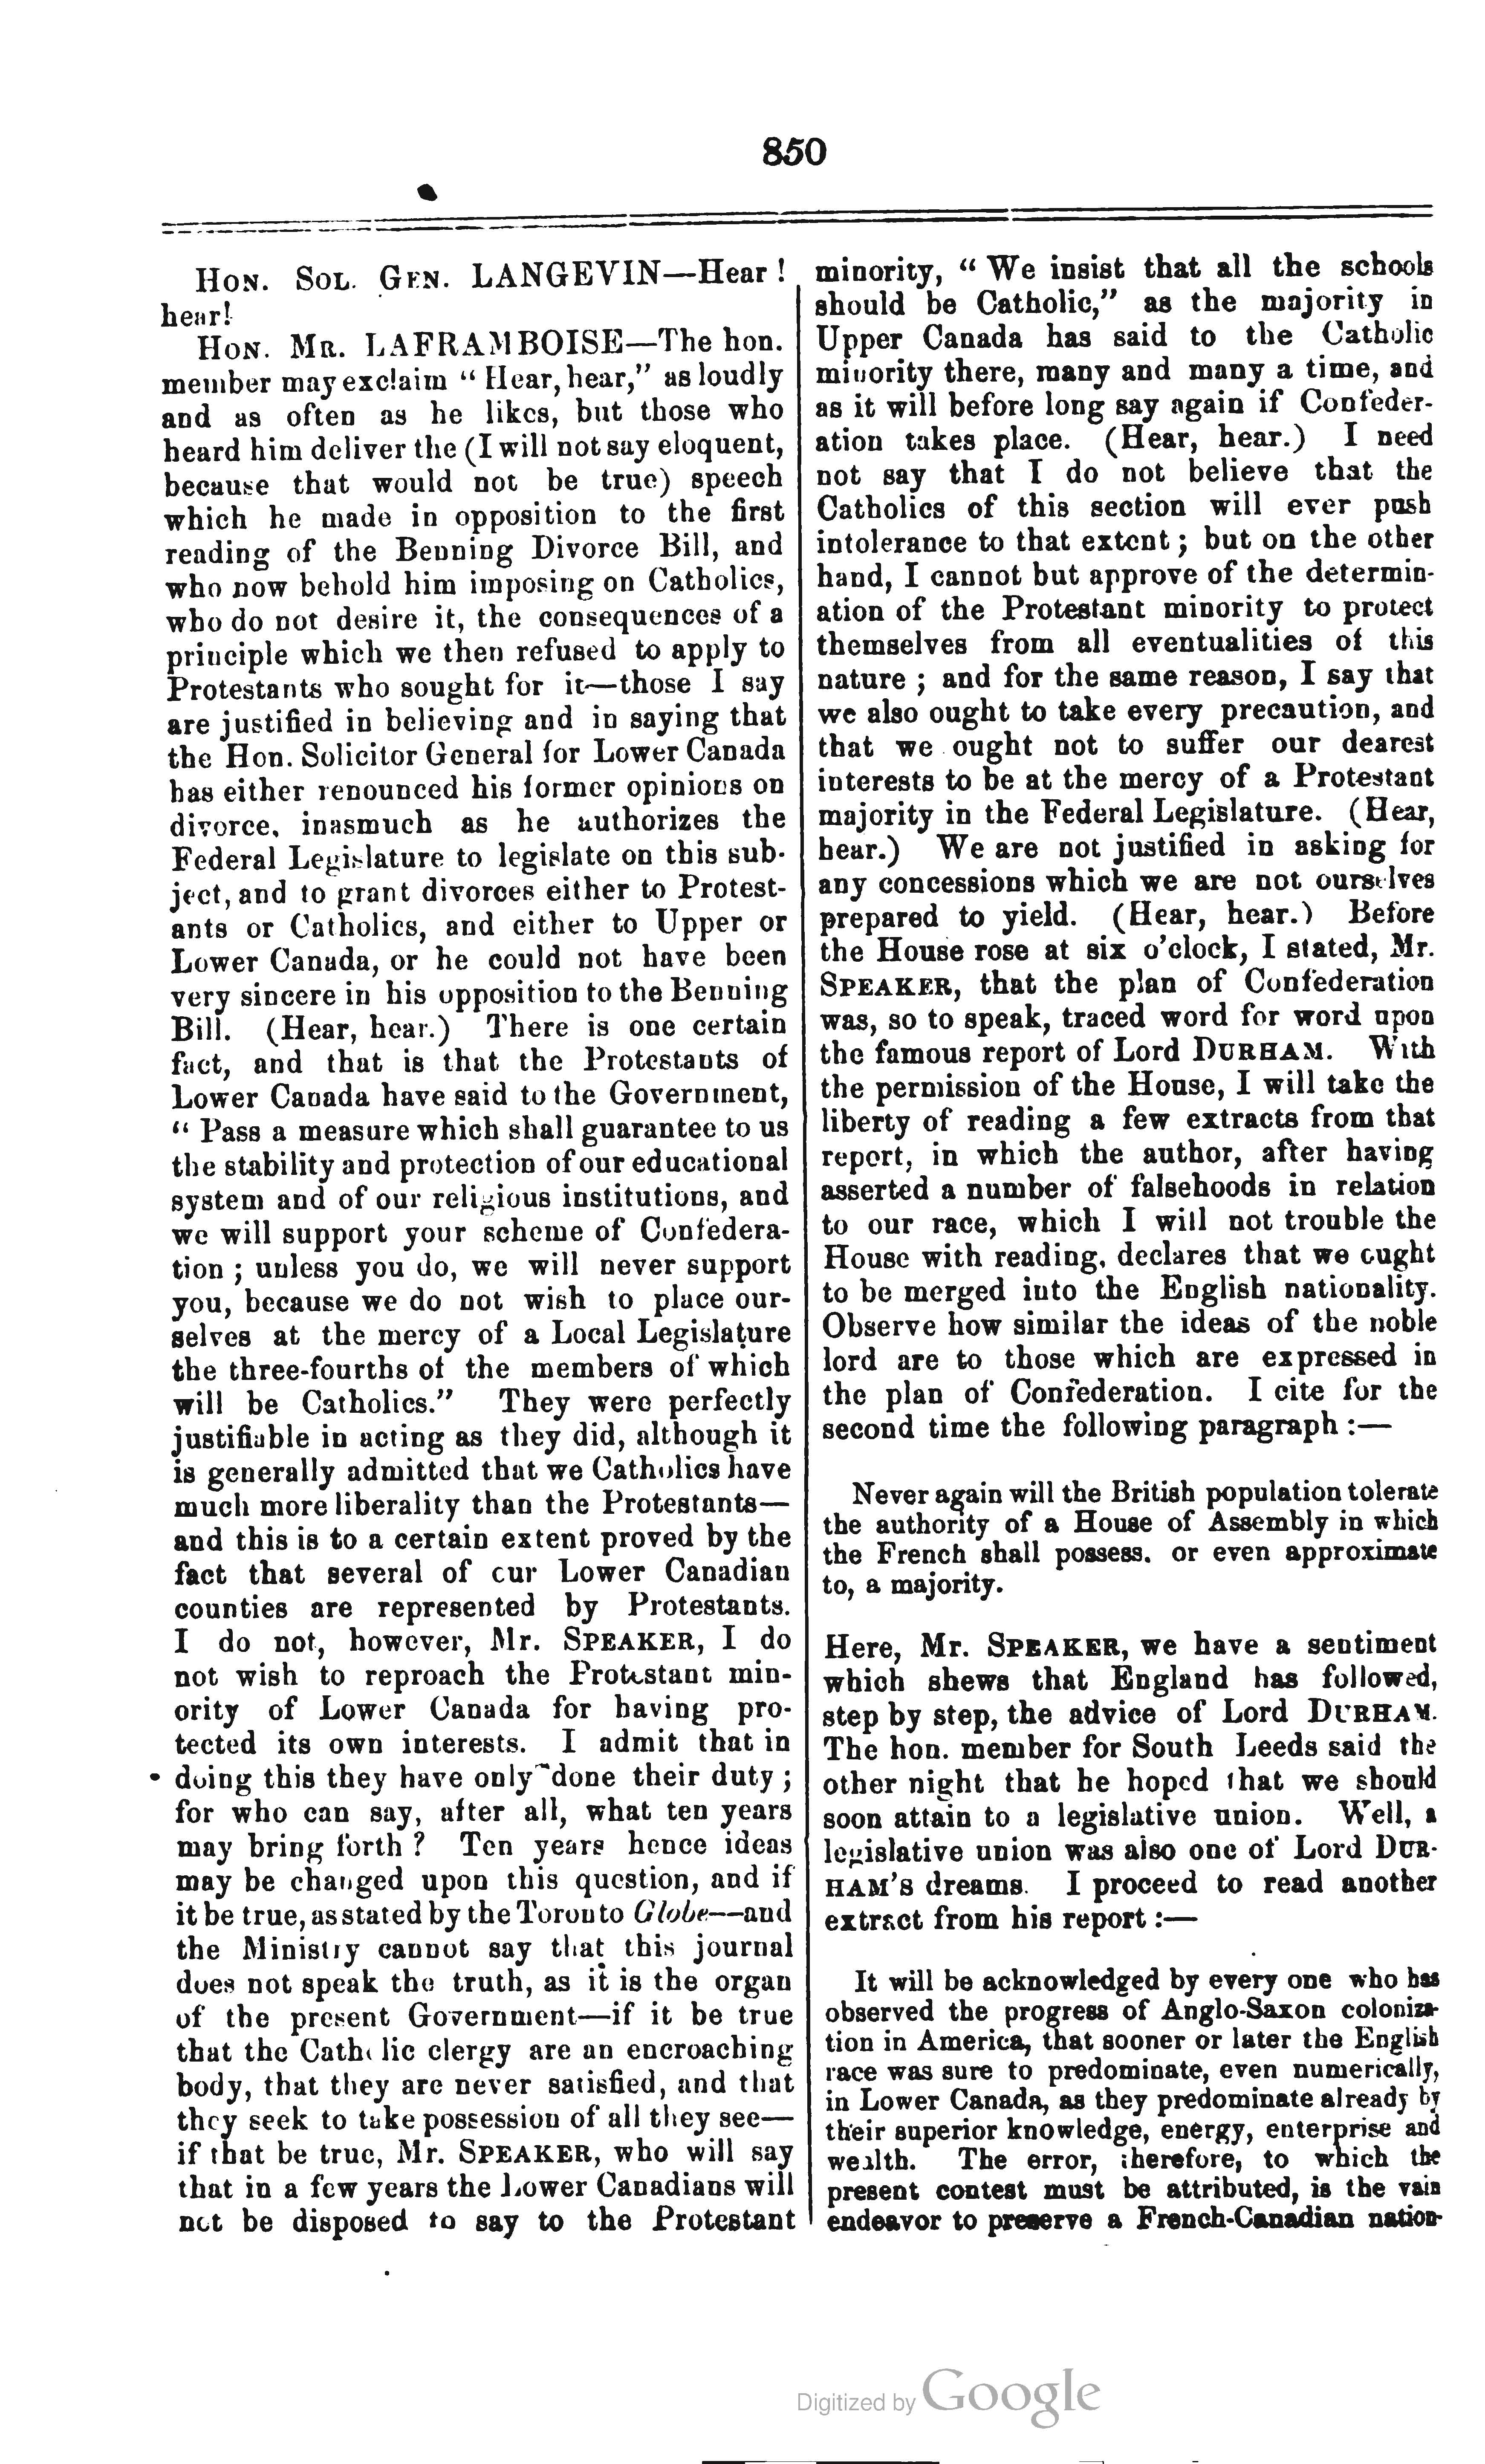 850
HON. SOL. GEN. LANGEVIN—Hear!
hear!
HON. MR. LAFRAMBOISE—The hon.
member may exclaim "Hear, hear," as loudly
and as often as he likes, but those who
heard him deliver the (I will not say eloquent,
because that would not be true) speech
which he made in opposition to the first
reading of the Benning Divorce Bill, and
who now behold him imposing on Catholics,
who do not desire it, the consequences of a
principle which we then refused to apply to
Protestants who sought for it—those I say
are justified in believing and in saying that
the Hon. Solicitor General for Lower Canada
has either renounced his former opinions on
divorce, inasmuch as he authorizes the
Federal Legislature to legislate on this sub-
ject, and to grant divorces either to Protest-
ants or Catholics, and either to Upper or
Lower Canada, or he could not have been
very sincere in his opposition to the Benning
Bill. (Hear, hear.) There is one certain
fact, and that is that the Protestants of
Lower Canada have said to the Government,
"Pass a measure which shall guarantee to us
the stability and protection of our educational
system and of our religious institutions, and
we will support your scheme of Confedera-
tion; unless you do, we will never support
you, because we do not wish to place our-
selves at the mercy of a Local Legislature
the three-fourths of the members of which
will be Catholics." They were perfectly
justifiable in acting as they did, although it
is generally admitted that we Catholics have
much more liberality than the Protestants—
and this is to a certain extent proved by the
fact that several of our Lower Canadian
counties are represented by Protestants.
I do not, however, Mr. SPEAKER, I do
not wish to reproach the Protestant min-
ority of Lower Canada for having pro-
tected its own interests. I admit that in
doing this they have only done their duty;
for who can say, after all, what ten years
may bring forth? Ten years hence ideas
may be changed upon this question, and if
it be true, as stated by the Toronto Globe—and
the Ministry cannot say that this journal
does not speak the truth, as it is the organ
of the present Government—if it be true
that the Catholic clergy are an encroaching
body, that they are never satisfied, and that
they seek to take possession of all they see—
if that be true, Mr. SPEAKER, who will say
that in a few years the Lower Canadians will
not be disposed to say to the Protestant
minority, "We insist that all the schools
should be Catholic," as the majority in
Upper Canada has said to the Catholic
minority there, many and many a time, and
as it will before long say again if Confeder-
ation takes place. (Hear, hear.) I need
not say that I do not believe that the
Catholics of this section will ever push
intolerance to that extent; but on the other
hand, I cannot but approve of the determin-
ation of the Protestant minority to protect
themselves from all eventualities of this
nature; and for the same reason, I say that
we also ought to take every precaution, and
that we ought not to suffer our dearest
interests to be at the mercy of a Protestant
majority in the Federal Legislature. (Hear,
hear.) We are not justified in asking for
any concessions which we are not ourselves
prepared to yield. (Hear, hear.) Before
the House rose at six o'clock, I stated, Mr.
SPEAKER, that the plan of Confederation
was, so to speak, traced word for word upon
the famous report of Lord DURHAM. With
the permission of the House, I will take the
liberty of reading a few extracts from that
report, in which the author, after having
asserted a number of falsehoods in relation
to our race, which I will not trouble the
House with reading, declares that we ought
to be merged into the English nationality.
Observe how similar the ideas of the noble
lord are to those which are expressed in
the plan of Confederation. I cite for the
second time the following paragraph:—
Never again will the British population tolerate
the authority of a House of Assembly in which
the French shall possess, or even approximate
to, a majority.
Here, Mr. SPEAKER, we have a sentiment
which shews that England has followed,
step by step, the advice of Lord DURHAM.
The hon. member for South Leeds said the
other night that he hoped that we should
soon attain to a legislative union. Well, a
legislative union was also one of Lord DUR-
HAM'S dreams. I proceed to read another
extract from his report:—
It will be acknowledged by every one who has
observed the progress of Anglo-Saxon coloniza-
tion in America, that sooner or later the English
race was sure to predominate, even numerically,
in Lower Canada, as they predominate already by
their superior knowledge, energy, enterprise and
wealth. The error, therefore, to which the
present contest must be attributed, is the vain
endeavor to preserve a French-Canadian nation-
Digitized by Google